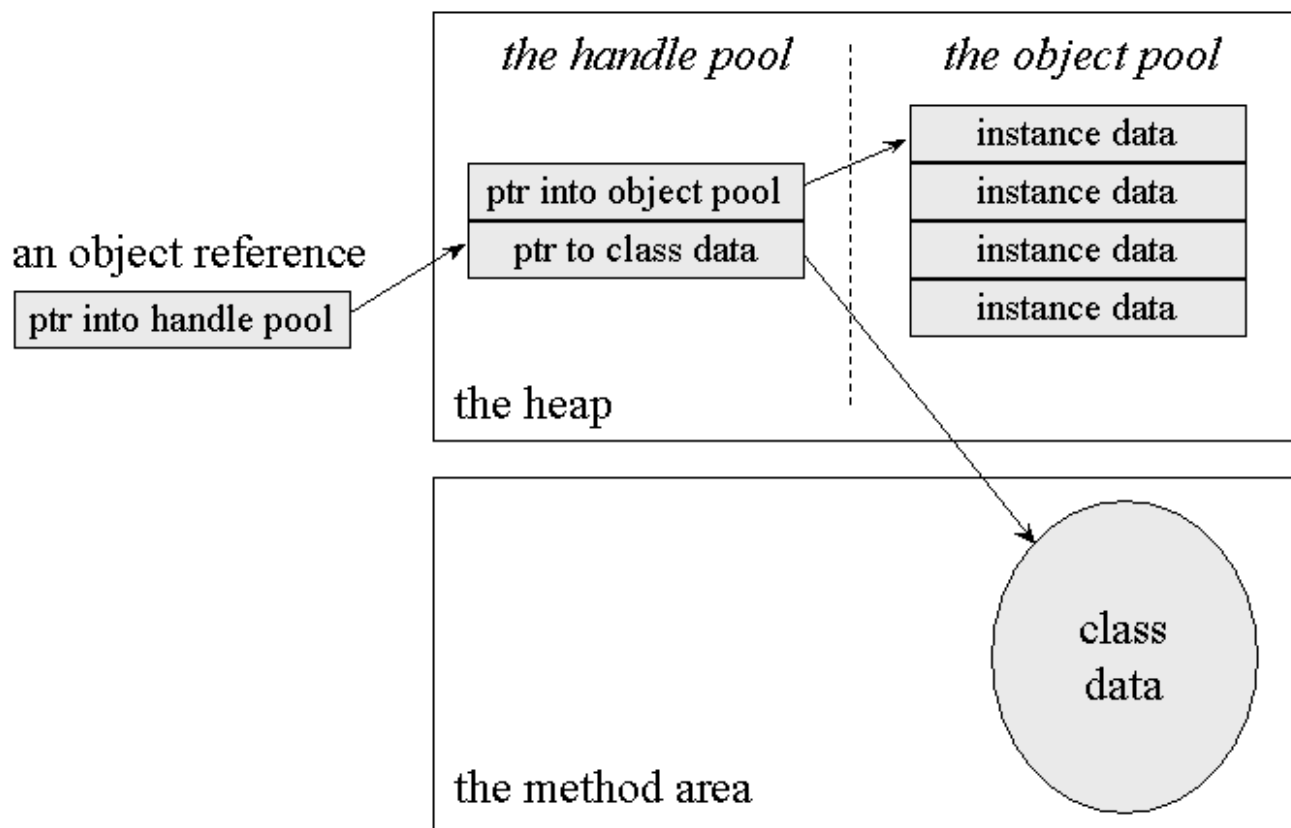 the handle pool
the object pool
instance data
ptr into object pool
instance data
an object reference
ptr to class data
instance data
ptr into handle pool
instance data
the heap
class
data
the method area